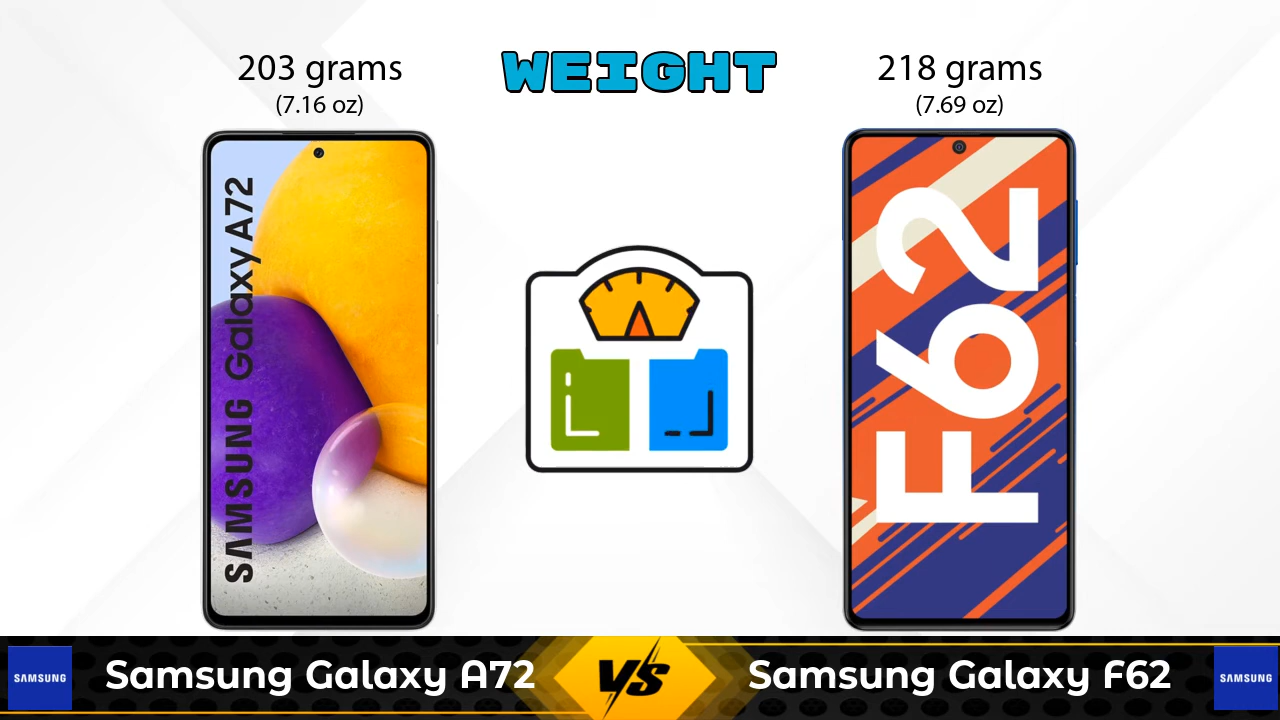 WEIGHT
203 grams
(7.16 oz)
218 grams
(7.69 oz)
SAMSUNG Galaxy A72
F62
SAMSUNG
Samsung Galaxy A72
VS
Samsung Galaxy F62
SAMSUNG